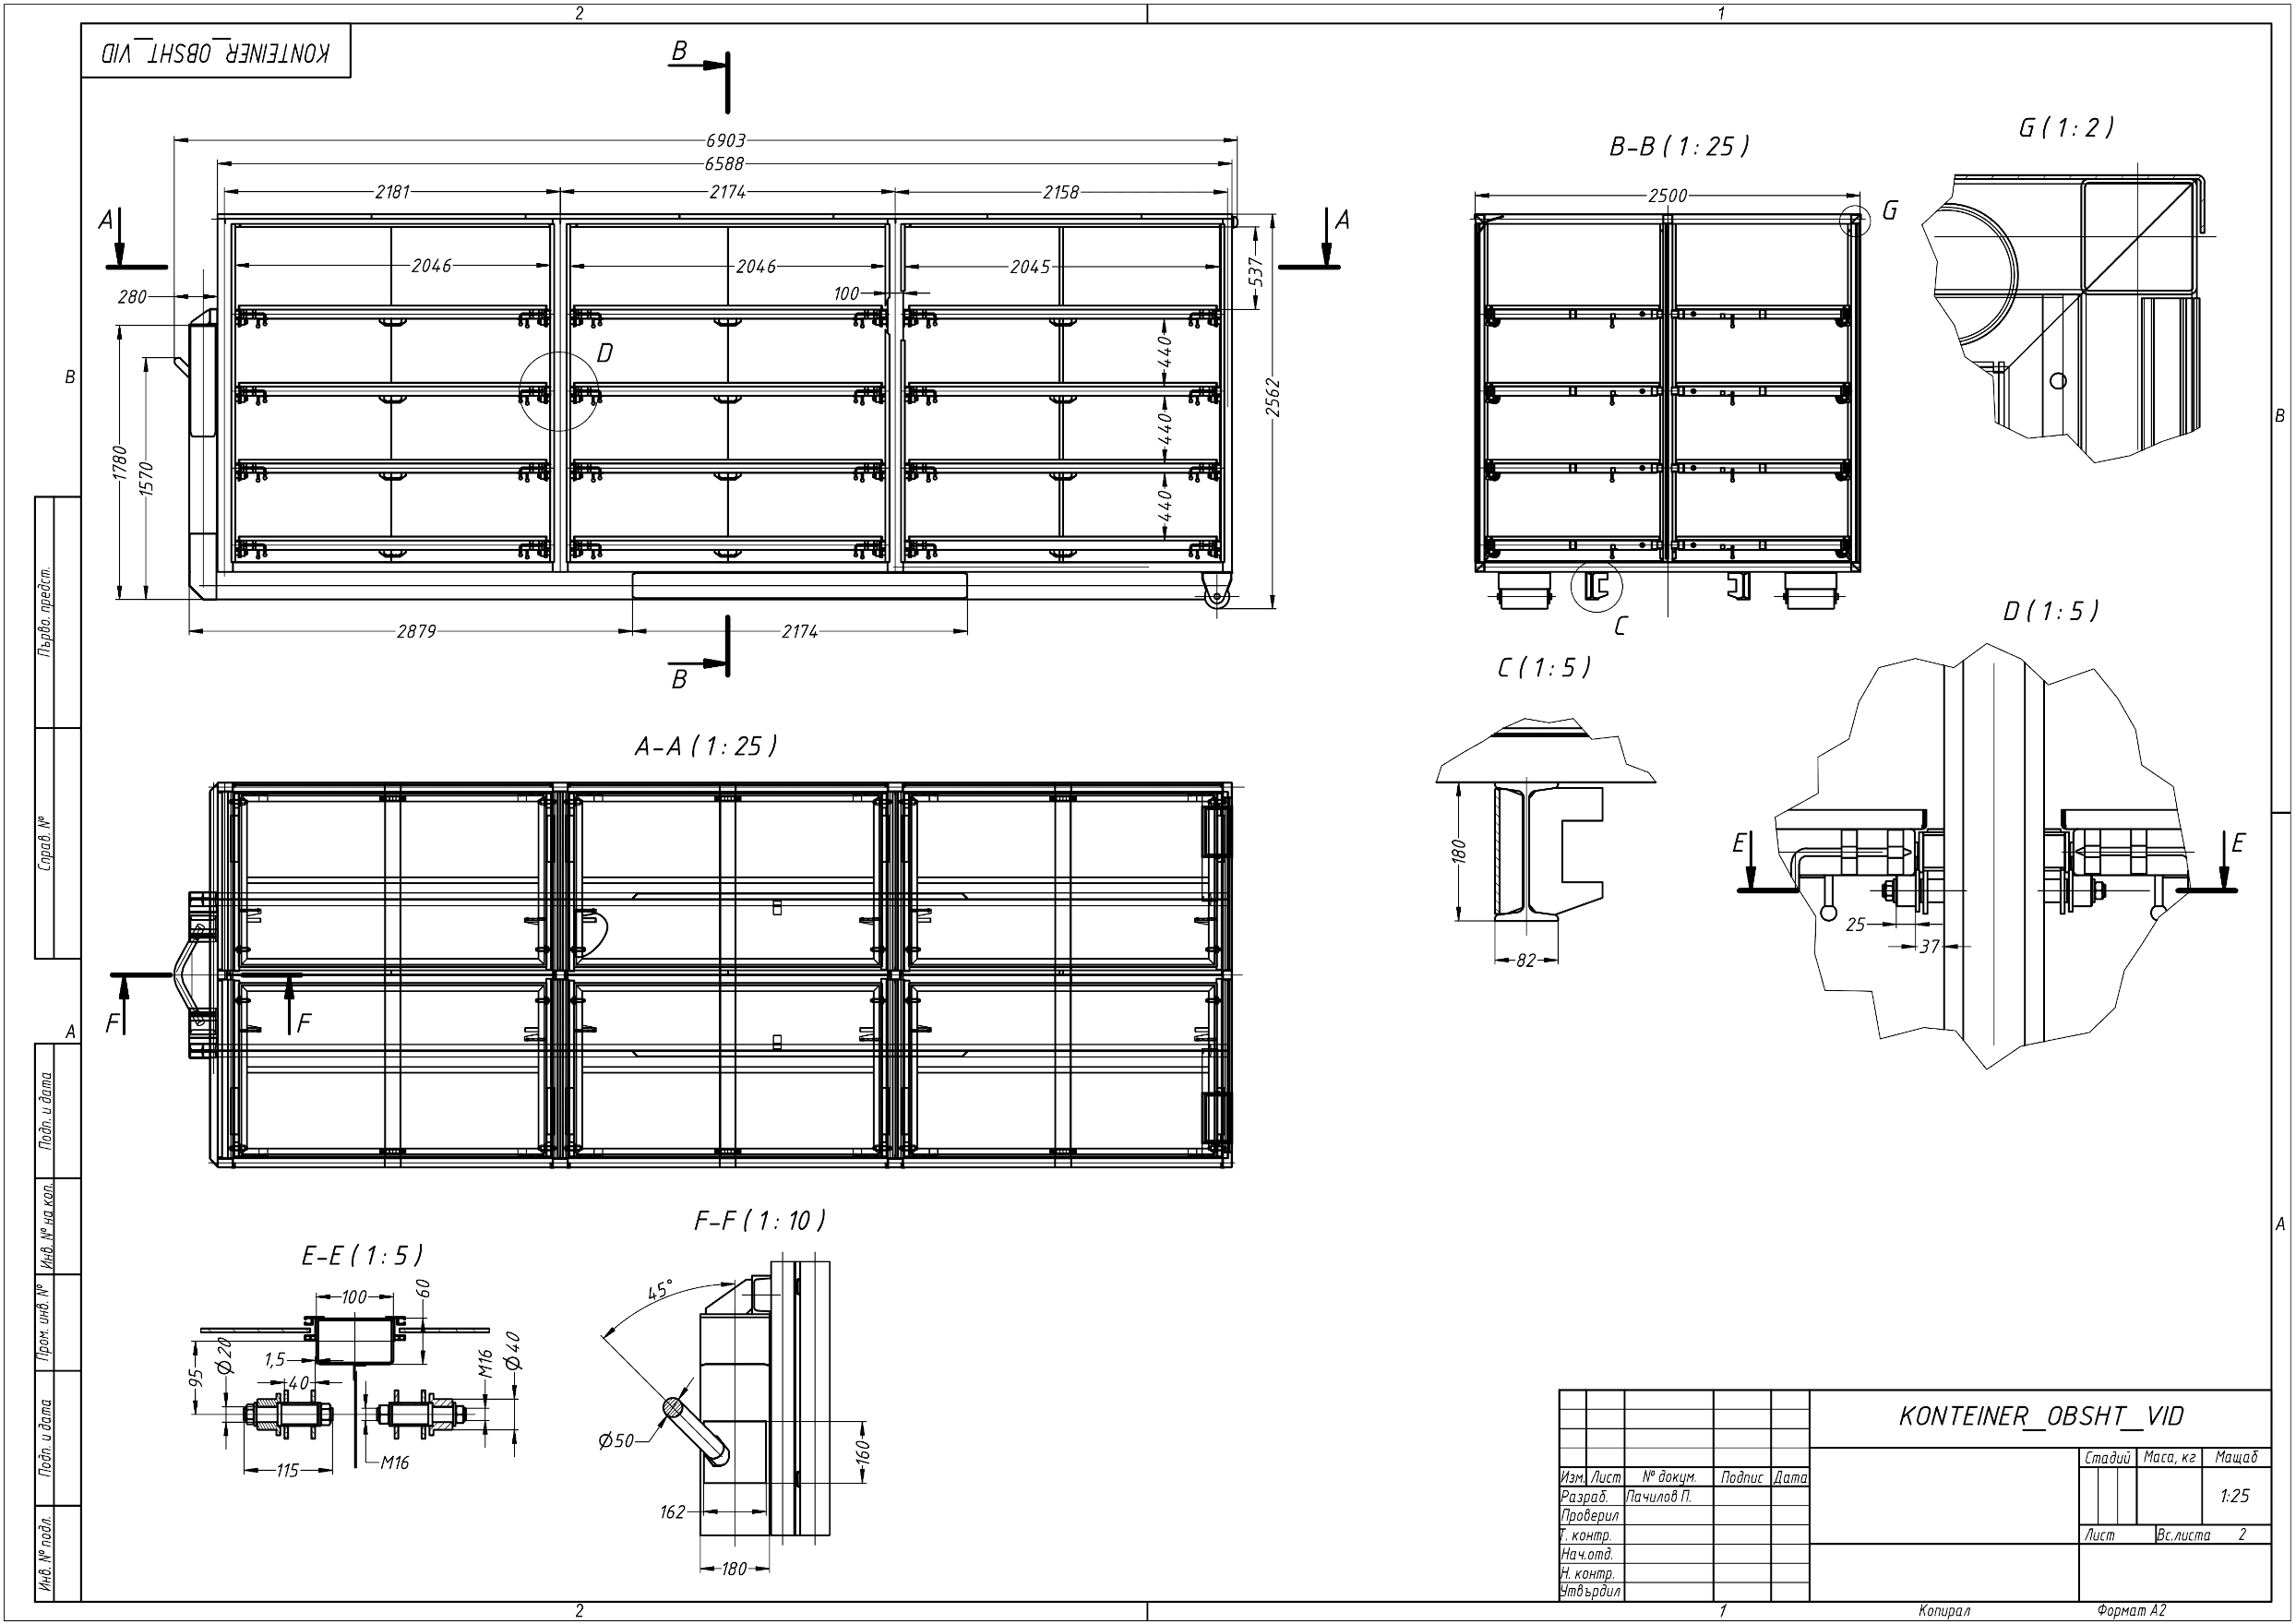 2
1
KONTEINER_OBSHT_VID
B
6903
6588
2181
2174
2158
A
A
2046
2046
2045
100
280
537
440
440
440
2562
1780
1570
D
2879
2174
B
B-B ( 1 : 25 )
2500
G
C
G ( 1 : 2 )
D ( 1 : 5 )
E
E
25
37
C ( 1 : 5 )
180
82
A-A ( 1 : 25 )
F
F
E-E ( 1 : 5 )
100
60
1,5
40
95
Ø20
M16
Ø40
115
M16
F-F ( 1 : 10 )
45°
Ø50
160
162
180
B
A
B
A
Първо. предст.
Справ. №
Подп. и дата
Инв. № на коп.
Пром. инв. №
Подп. и дата
Инв. № подл.
KONTEINER_OBSHT_VID
Стадий Маса, кг Мащаб
1:25
Лист Вс.листа 2
Изм. Лист № докум. Подпис Дата
Разраб. Пачилов П.
Проверил
Т. контр.
Нач.отд.
Н. контр.
Утвърдил
2
1
Копирал
Формат А2